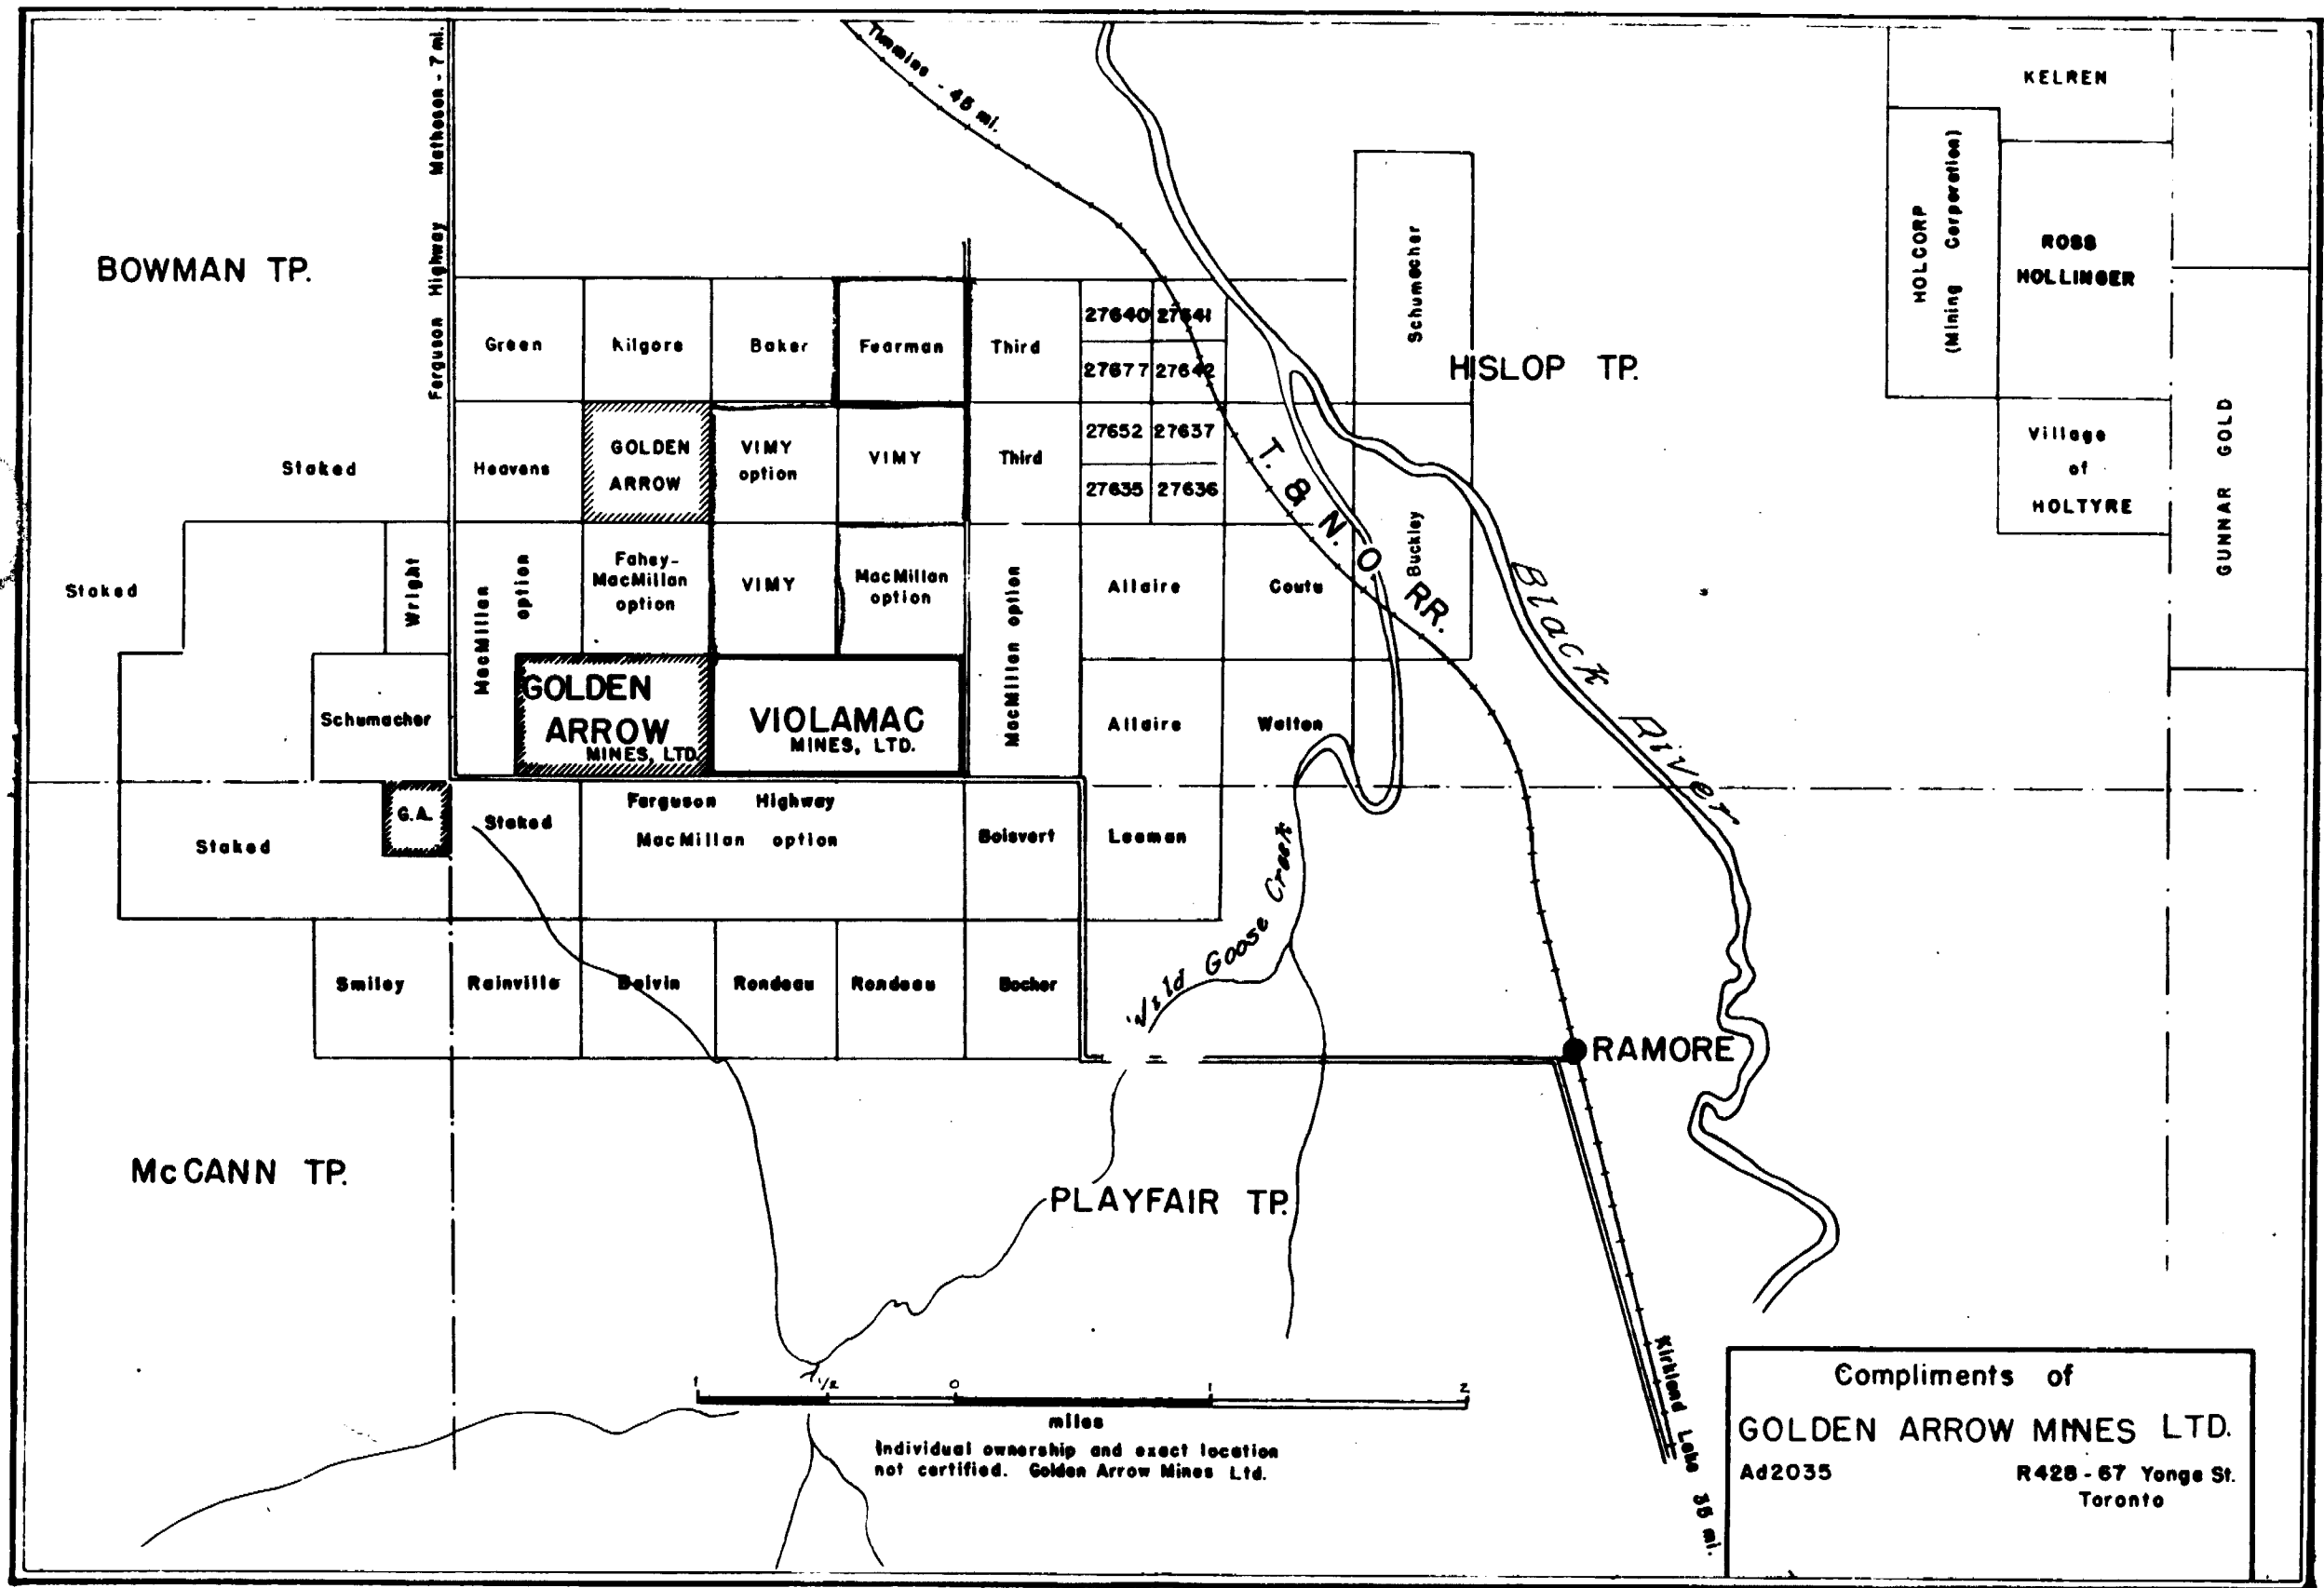 Ferguson Highway Matheson - 7 mi.
Timmins - 45 mi.
KELREN
HOLCORP
(Mining Corporation)
ROSS
HOLLINGER
Village
of
HOLTYRE
GUNNAR GOLD
BOWMAN TP.
HISLOP TP.
Schumacher
Green
Kilgore
Baker
Fearman
Third
27640 27641
27677 27642
Staked
Heavens
GOLDEN
ARROW
VIMY
option
VIMY
Third
27652 27637
27635 27636
T. & N. O. RR.
Buckley
Black River
Staked
Wright
MacMillan
option
Fahey-
MacMillan
option
VIMY
MacMillan
option
MacMillan option
Allaire
Coutu
Schumacher
GOLDEN
ARROW
MINES, LTD.
VIOLAMAC
MINES, LTD.
Allaire
Walton
G.A.
Staked
Staked
Ferguson Highway
MacMillan option
Boisvert
Leeman
Wild Goose Creek
Smiley
Rainville
Boivin
Rondeau
Rondeau
Bocher
RAMORE
McCANN TP.
PLAYFAIR TP.
Kirkland Lake 35 mi.
1 1/2 0 1 2
miles
Individual ownership and exact location
not certified. Golden Arrow Mines Ltd.
Compliments of
GOLDEN ARROW MINES LTD.
Ad2035
R428-67 Yonge St.
Toronto